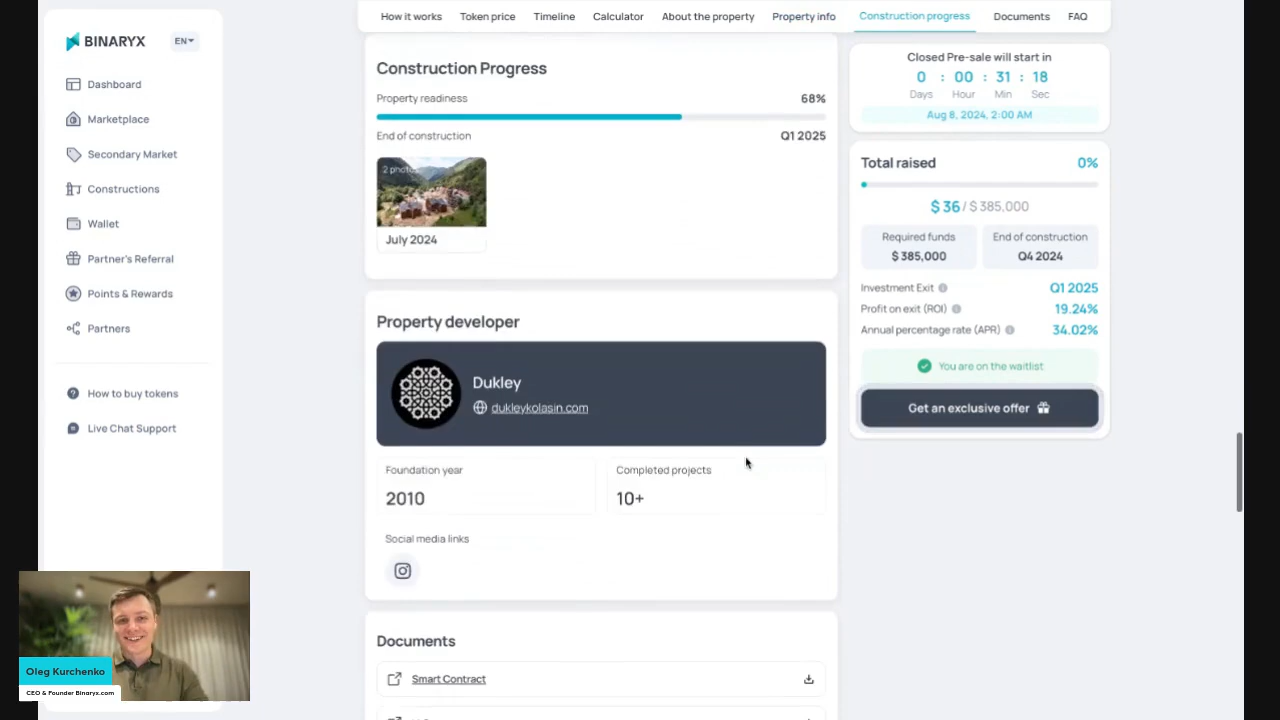 BINARYX
EN
Dashboard
Marketplace
Secondary Market
Constructions
Wallet
Partner's Referral
Points & Rewards
Partners
How to buy tokens
Live Chat Support
How it works Token price Timeline Calculator About the property Property info Construction progress Documents FAQ
Construction Progress
Property readiness 68%
End of construction Q1 2025
2 photos
July 2024
Property developer
Dukley
dukleykolasin.com
Foundation year
2010
Completed projects
10+
Social media links
Documents
Smart Contract
Closed Pre-sale will start in
0 : 00 : 31 : 18
Days Hour Min Sec
Aug 8, 2024, 2:00 AM
Total raised 0%
$ 36 / $ 385,000
Required funds
$ 385,000
End of construction
Q4 2024
Investment Exit Q1 2025
Profit on exit (ROI) 19.24%
Annual percentage rate (APR) 34.02%
You are on the waitlist
Get an exclusive offer
Oleg Kurchenko
CEO & Founder Binaryx.com